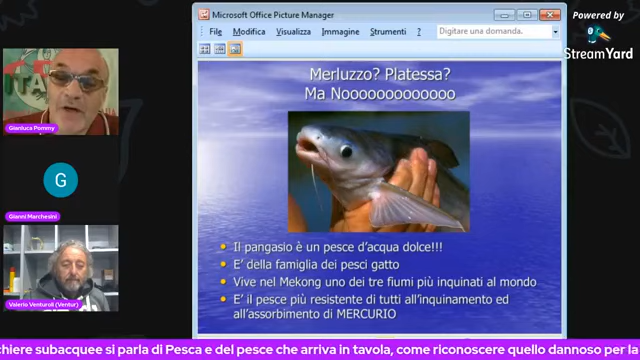 Microsoft Office Picture Manager
File Modifica Visualizza Immagine Strumenti ? Digitare una domanda.
Powered by
StreamYard
Merluzzo? Platessa?
Ma Noooooooooooo
Gianluca Pommy
G
Gianni Marchesini
Valerio Venturoli (Ventur)
Il pangasio è un pesce d'acqua dolce!!!
E' della famiglia dei pesci gatto
Vive nel Mekong uno dei tre fiumi più inquinati al mondo
E' il pesce più resistente di tutti all'inquinamento ed
all'assorbimento di MERCURIO
chiere subacquee si parla di Pesca e del pesce che arriva in tavola, come riconoscere quello dannoso per la